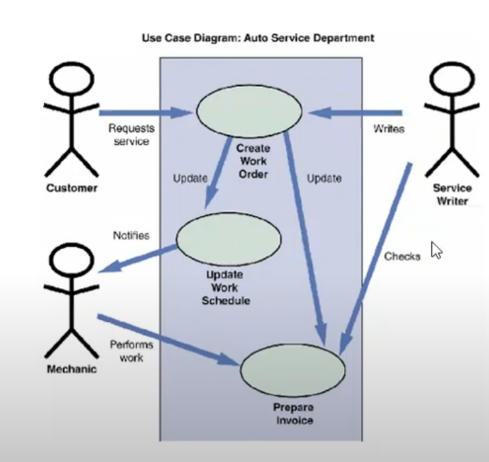 Use Case Diagram: Auto Service Department
Requests
service
Writes
Customer
Create
Work
Order
Service
Writer
Update
Update
Notifies
Checks
Update
Work
Schedule
Performs
work
Mechanic
Prepare
Invoice